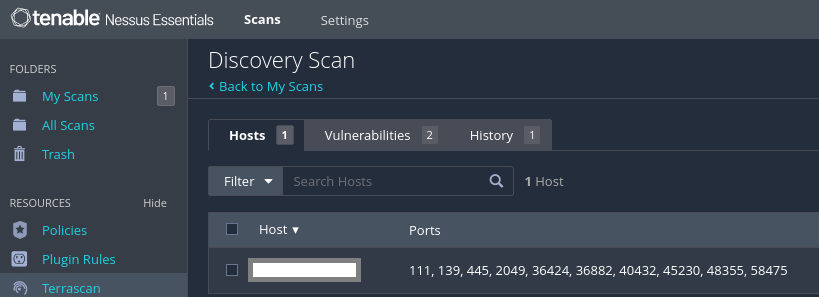 tenable Nessus Essentials Scans Settings
FOLDERS
My Scans 1
All Scans
Trash
RESOURCES Hide
Policies
Plugin Rules
Terrascan
Discovery Scan
Back to My Scans
Hosts 1 Vulnerabilities 2 History 1
Filter Search Hosts 1 Host
Host Ports
111, 139, 445, 2049, 36424, 36882, 40432, 45230, 48355, 58475